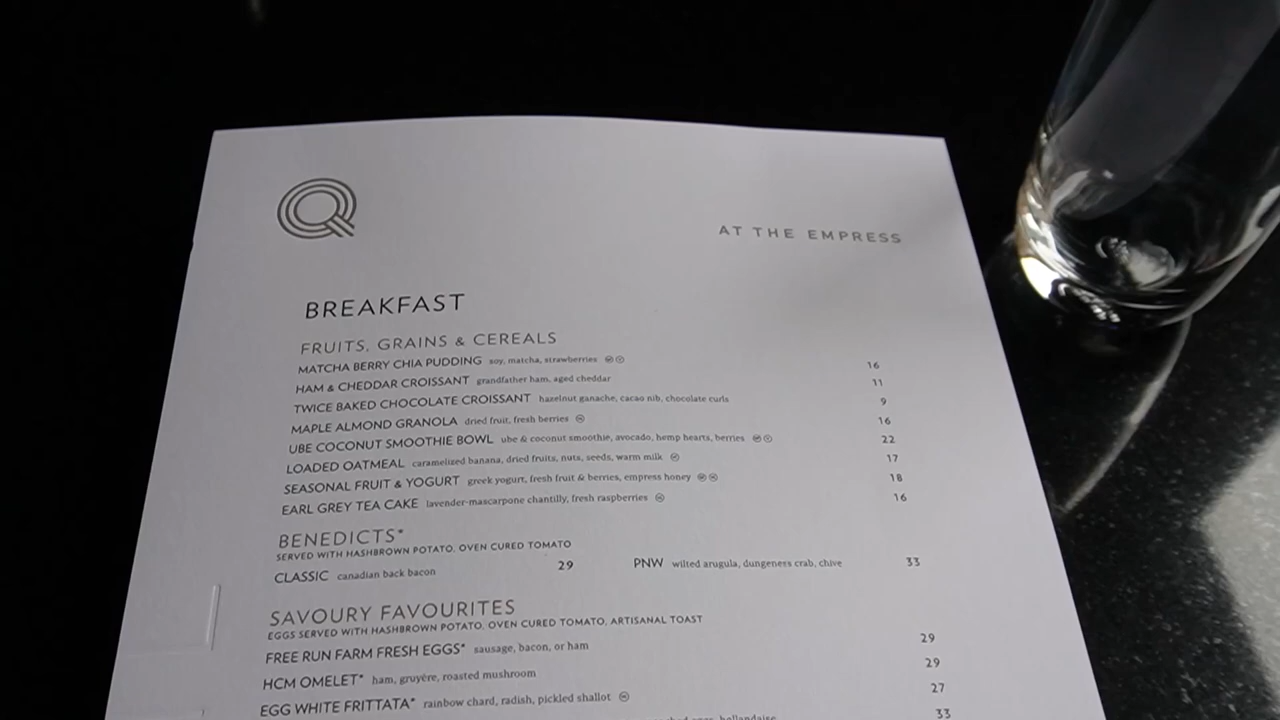 Q
AT THE EMPRESS
BREAKFAST
FRUITS, GRAINS & CEREALS
MATCHA BERRY CHIA PUDDING soy, matcha, strawberries 16
HAM & CHEDDAR CROISSANT grandfather ham, aged cheddar 11
TWICE BAKED CHOCOLATE CROISSANT hazelnut ganache, cacao nib, chocolate curls 9
MAPLE ALMOND GRANOLA dried fruit, fresh berries 16
UBE COCONUT SMOOTHIE BOWL ube & coconut smoothie, avocado, hemp hearts, berries 22
LOADED OATMEAL caramelized banana, dried fruits, nuts, seeds, warm milk 17
SEASONAL FRUIT & YOGURT greek yogurt, fresh fruit & berries, empress honey 18
EARL GREY TEA CAKE lavender-mascarpone chantilly, fresh raspberries 16
BENEDICTS*
SERVED WITH HASHBROWN POTATO, OVEN CURED TOMATO
CLASSIC canadian back bacon 29 PNW wilted arugula, dungeness crab, chive 33
SAVOURY FAVOURITES
EGGS SERVED WITH HASHBROWN POTATO, OVEN CURED TOMATO, ARTISANAL TOAST
FREE RUN FARM FRESH EGGS* sausage, bacon, or ham 29
HCM OMELET* ham, gruyère, roasted mushroom 29
EGG WHITE FRITTATA* rainbow chard, radish, pickled shallot 27
hollandaise 33